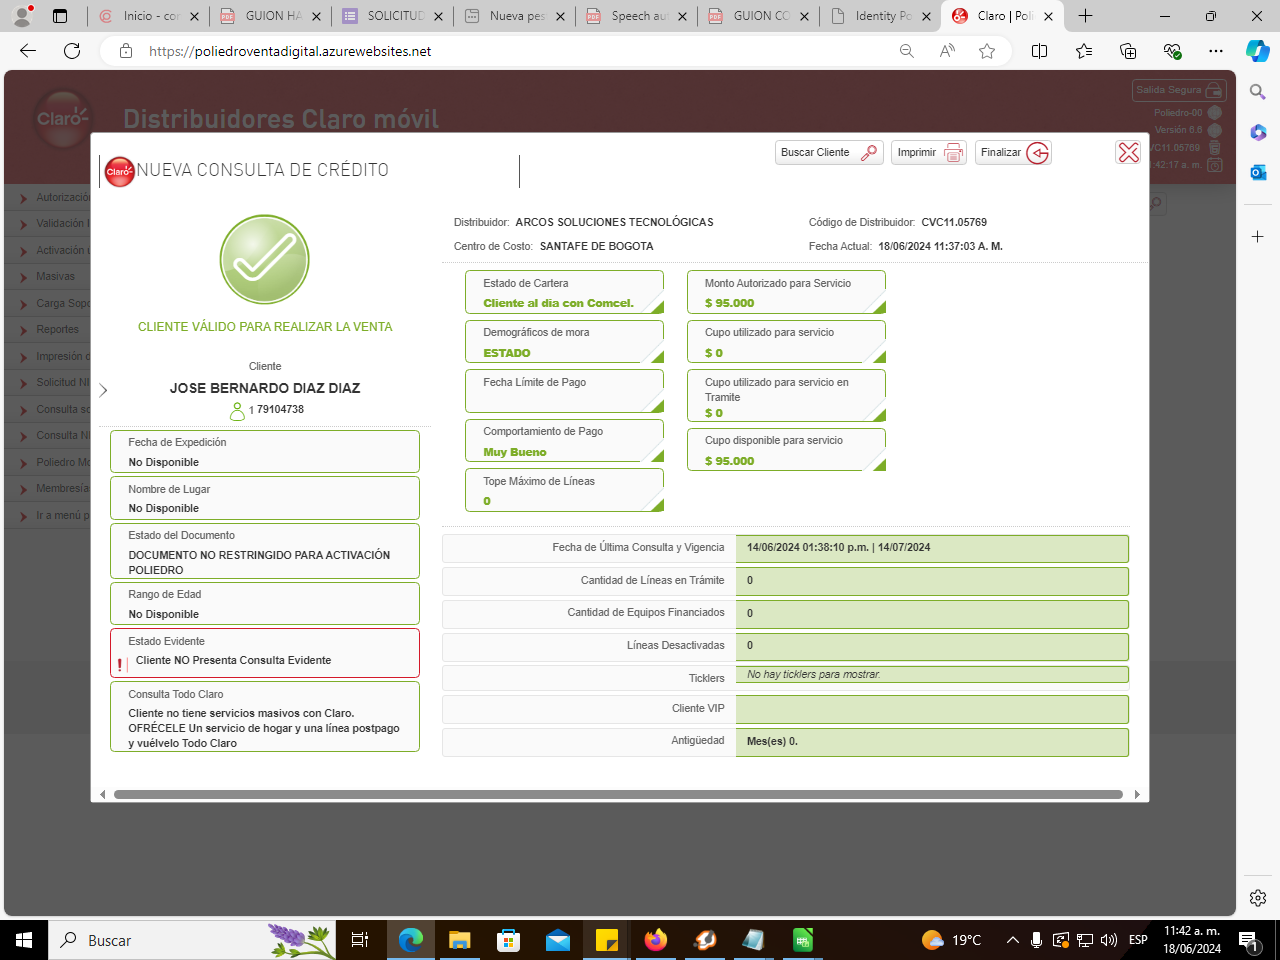 Inicio - con
GUION HA
SOLICITUD
Nueva pes
Speech au
GUION CO
Identity Po
Claro | Poli
https://poliedroventadigital.azurewebsites.net
Claro
Distribuidores Claro móvil
Salida Segura
Poliedro-00
Versión 6.6
VC11.05769
:42:17 a. m.
Buscar Cliente
Imprimir
Finalizar
Claro
NUEVA CONSULTA DE CRÉDITO
Autorización
Validación I
Activación u
Masivas
Carga Sopo
Reportes
Impresión d
Solicitud NI
Consulta so
Consulta NI
Poliedro Mo
Membresía
Ir a menú p
CLIENTE VÁLIDO PARA REALIZAR LA VENTA
Cliente
JOSE BERNARDO DIAZ DIAZ
1 79104738
Fecha de Expedición
No Disponible
Nombre de Lugar
No Disponible
Estado del Documento
DOCUMENTO NO RESTRINGIDO PARA ACTIVACIÓN
POLIEDRO
Rango de Edad
No Disponible
Estado Evidente
! Cliente NO Presenta Consulta Evidente
Consulta Todo Claro
Cliente no tiene servicios masivos con Claro.
OFRÉCELE Un servicio de hogar y una línea postpago
y vuélvelo Todo Claro
Distribuidor: ARCOS SOLUCIONES TECNOLÓGICAS
Código de Distribuidor: CVC11.05769
Centro de Costo: SANTAFE DE BOGOTA
Fecha Actual: 18/06/2024 11:37:03 A. M.
Estado de Cartera
Cliente al dia con Comcel.
Demográficos de mora
ESTADO
Fecha Límite de Pago
Comportamiento de Pago
Muy Bueno
Tope Máximo de Líneas
0
Monto Autorizado para Servicio
$ 95.000
Cupo utilizado para servicio
$ 0
Cupo utilizado para servicio en
Tramite
$ 0
Cupo disponible para servicio
$ 95.000
Fecha de Última Consulta y Vigencia 14/06/2024 01:38:10 p.m. | 14/07/2024
Cantidad de Líneas en Trámite 0
Cantidad de Equipos Financiados 0
Líneas Desactivadas 0
Ticklers No hay ticklers para mostrar.
Cliente VIP
Antigüedad Mes(es) 0.
Buscar
19°C
ESP
11:42 a. m.
18/06/2024
1